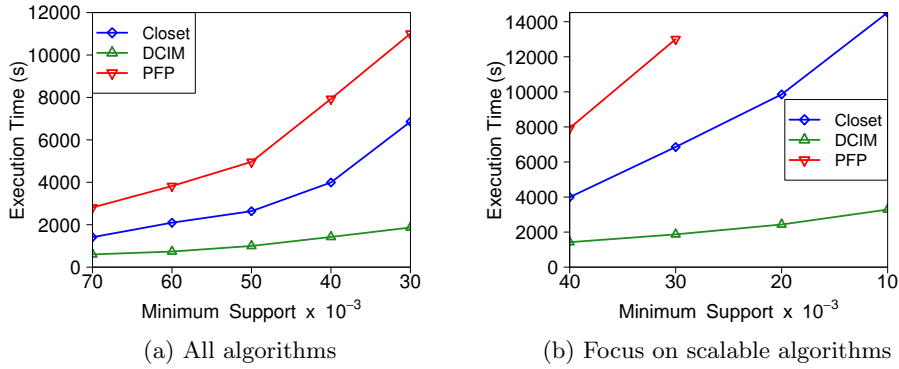 12000
10000
8000
6000
4000
2000
0
Execution Time (s)
Closet
DCIM
PFP
70
60
50
40
30
Minimum Support x 10⁻³
(a) All algorithms
14000
12000
10000
8000
6000
4000
2000
0
Execution Time (s)
Closet
DCIM
PFP
40
30
20
10
Minimum Support x 10⁻³
(b) Focus on scalable algorithms